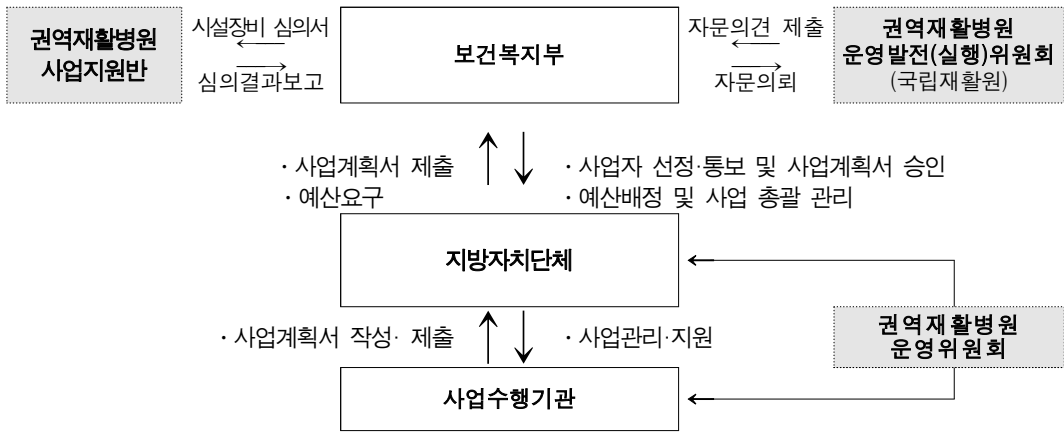 권역재활병원
사업지원반
시설장비 심의서
심의결과보고
보건복지부
자문의견 제출
자문의뢰
권역재활병원
운영발전(실행)위원회
(국립재활원)
· 사업계획서 제출
· 예산요구
· 사업자 선정·통보 및 사업계획서 승인
· 예산배정 및 사업 총괄 관리
지방자치단체
· 사업계획서 작성· 제출
· 사업관리·지원
권역재활병원
운영위원회
사업수행기관